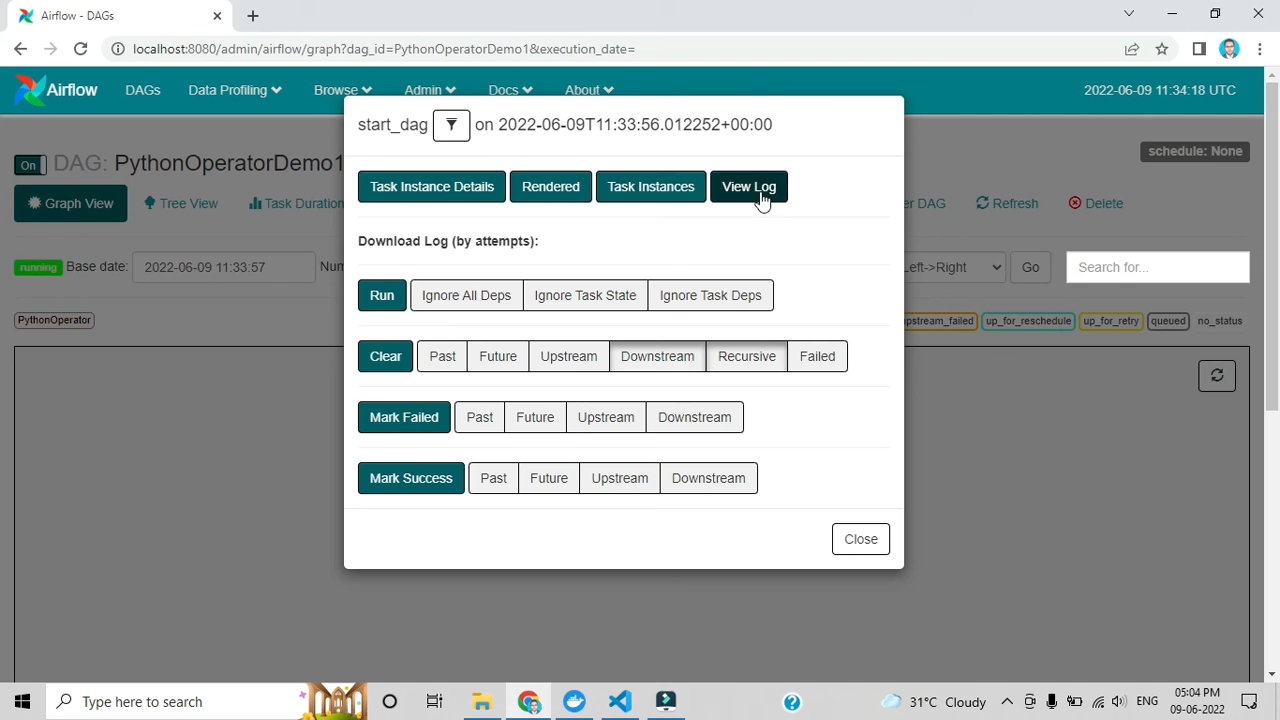 Airflow - DAGs
localhost:8080/admin/airflow/graph?dag_id=PythonOperatorDemo1&execution_date=
Airflow DAGs Data Profiling Browse Admin Docs About 2022-06-09 11:34:18 UTC
start_dag on 2022-06-09T11:33:56.012252+00:00
On DAG: PythonOperatorDemo1 schedule: None
Task Instance Details Rendered Task Instances View Log
Graph View Tree View Task Duration er DAG Refresh Delete
Download Log (by attempts):
running Base date: 2022-06-09 11:33:57 Num Left->Right Go Search for...
Run Ignore All Deps Ignore Task State Ignore Task Deps
PythonOperator upstream_failed up_for_reschedule up_for_retry queued no_status
Clear Past Future Upstream Downstream Recursive Failed
Mark Failed Past Future Upstream Downstream
Mark Success Past Future Upstream Downstream
Close
Type here to search 31°C Cloudy ENG 05:04 PM
09-06-2022